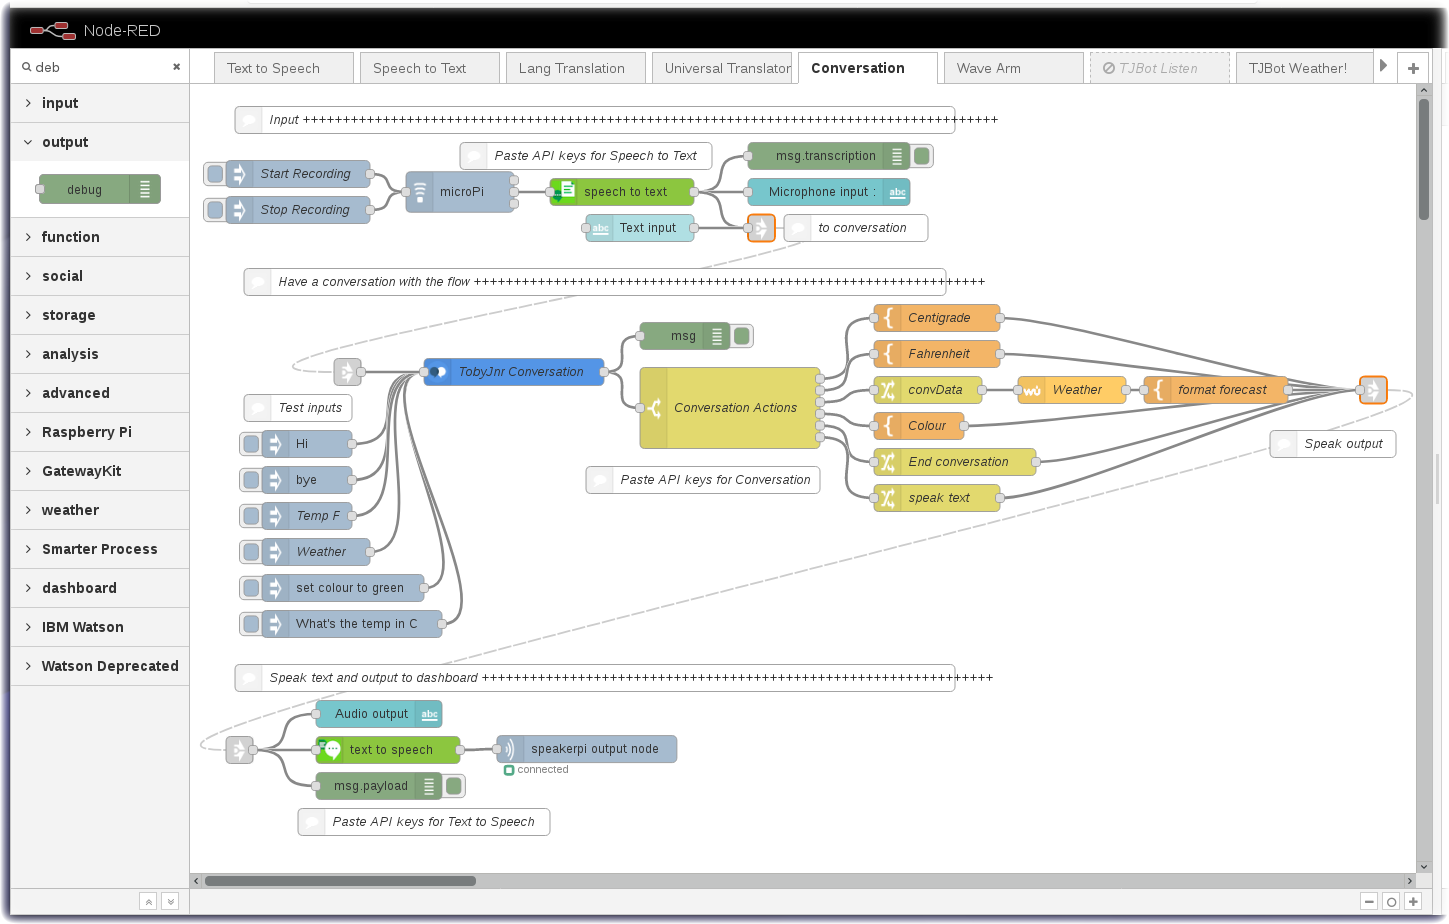 Node-RED
deb
Text to Speech
Speech to Text
Lang Translation
Universal Translator
Conversation
Wave Arm
TJBot Listen
TJBot Weather!
input
output
debug
function
social
storage
analysis
advanced
Raspberry Pi
GatewayKit
weather
Smarter Process
dashboard
IBM Watson
Watson Deprecated
Input +++++++++++++++++++++++++++++++++++++++++++++++++++++++++++++++++++++++++++++++++++++++
Paste API keys for Speech to Text
msg.transcription
Start Recording
microPi
speech to text
Microphone input :
abc
Stop Recording
abc
Text input
to conversation
Have a conversation with the flow ++++++++++++++++++++++++++++++++++++++++++++++++++++++++++++++++
Centigrade
msg
Fahrenheit
TobyJnr Conversation
convData
wu
Weather
format forecast
Test inputs
Conversation Actions
Colour
Speak output
Hi
End conversation
bye
Paste API keys for Conversation
speak text
Temp F
Weather
set colour to green
What's the temp in C
Speak text and output to dashboard ++++++++++++++++++++++++++++++++++++++++++++++++++++++++++++++++
Audio output
abc
text to speech
speakerpi output node
connected
msg.payload
Paste API keys for Text to Speech